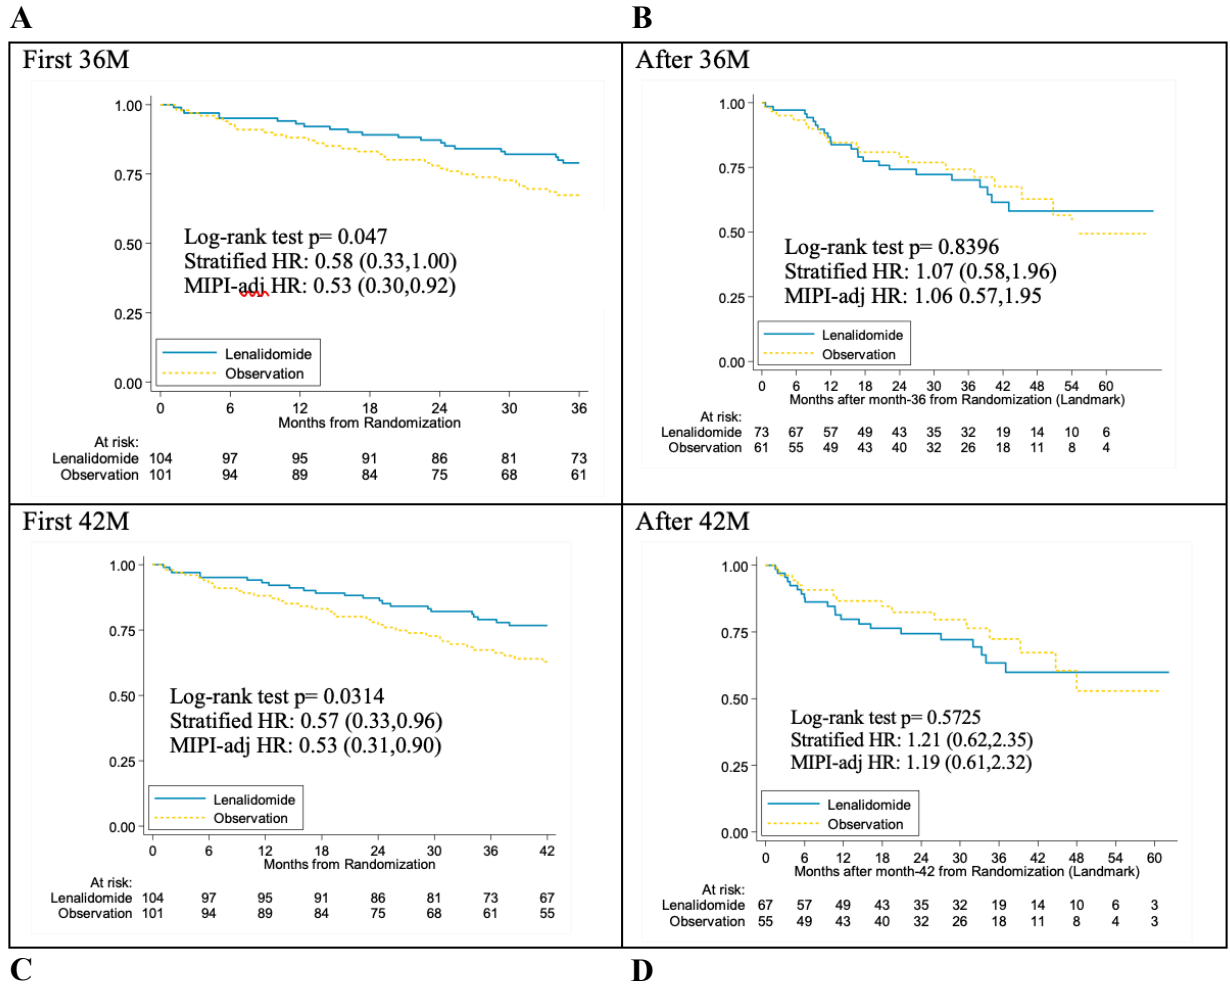 A
B
First 36M
1.00
0.75
0.50
0.25
0.00
Log-rank test p= 0.047
Stratified HR: 0.58 (0.33,1.00)
MIPI-adj HR: 0.53 (0.30,0.92)
Lenalidomide
Observation
0 6 12 18 24 30 36
Months from Randomization
At risk:
Lenalidomide 104 97 95 91 86 81 73
Observation 101 94 89 84 75 68 61
After 36M
1.00
0.75
0.50
0.25
0.00
Log-rank test p= 0.8396
Stratified HR: 1.07 (0.58,1.96)
MIPI-adj HR: 1.06 0.57,1.95
Lenalidomide
Observation
0 6 12 18 24 30 36 42 48 54 60
Months after month-36 from Randomization (Landmark)
At risk:
Lenalidomide 73 67 57 49 43 35 32 19 14 10 6
Observation 61 55 49 43 40 32 26 18 11 8 4
First 42M
1.00
0.75
0.50
0.25
0.00
Log-rank test p= 0.0314
Stratified HR: 0.57 (0.33,0.96)
MIPI-adj HR: 0.53 (0.31,0.90)
Lenalidomide
Observation
0 6 12 18 24 30 36 42
Months from Randomization
At risk:
Lenalidomide 104 97 95 91 86 81 73 67
Observation 101 94 89 84 75 68 61 55
After 42M
1.00
0.75
0.50
0.25
0.00
Log-rank test p= 0.5725
Stratified HR: 1.21 (0.62,2.35)
MIPI-adj HR: 1.19 (0.61,2.32)
Lenalidomide
Observation
0 6 12 18 24 30 36 42 48 54 60
Months after month-42 from Randomization (Landmark)
At risk:
Lenalidomide 67 57 49 43 35 32 19 14 10 6 3
Observation 55 49 43 40 32 26 18 11 8 4 3
C
D